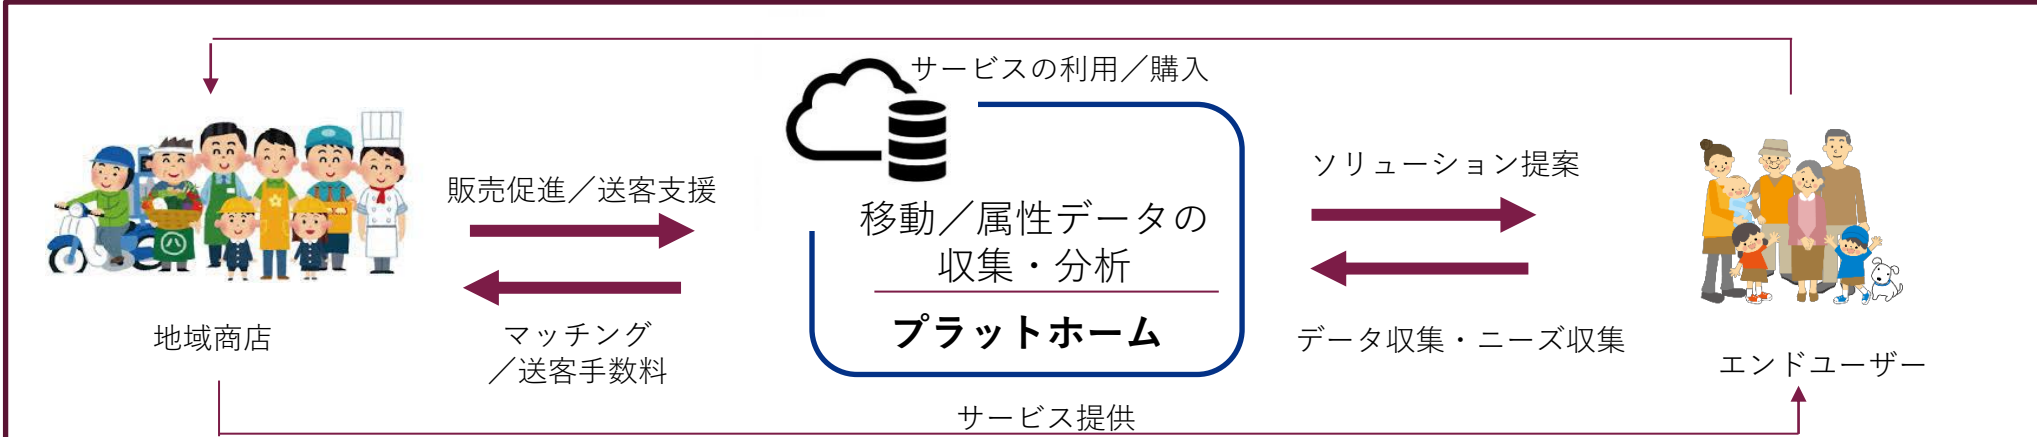 サービスの利用／購入
販売促進／送客支援
マッチング
／送客手数料
地域商店
移動／属性データの
収集・分析
プラットホーム
ソリューション提案
データ収集・ニーズ収集
エンドユーザー
サービス提供